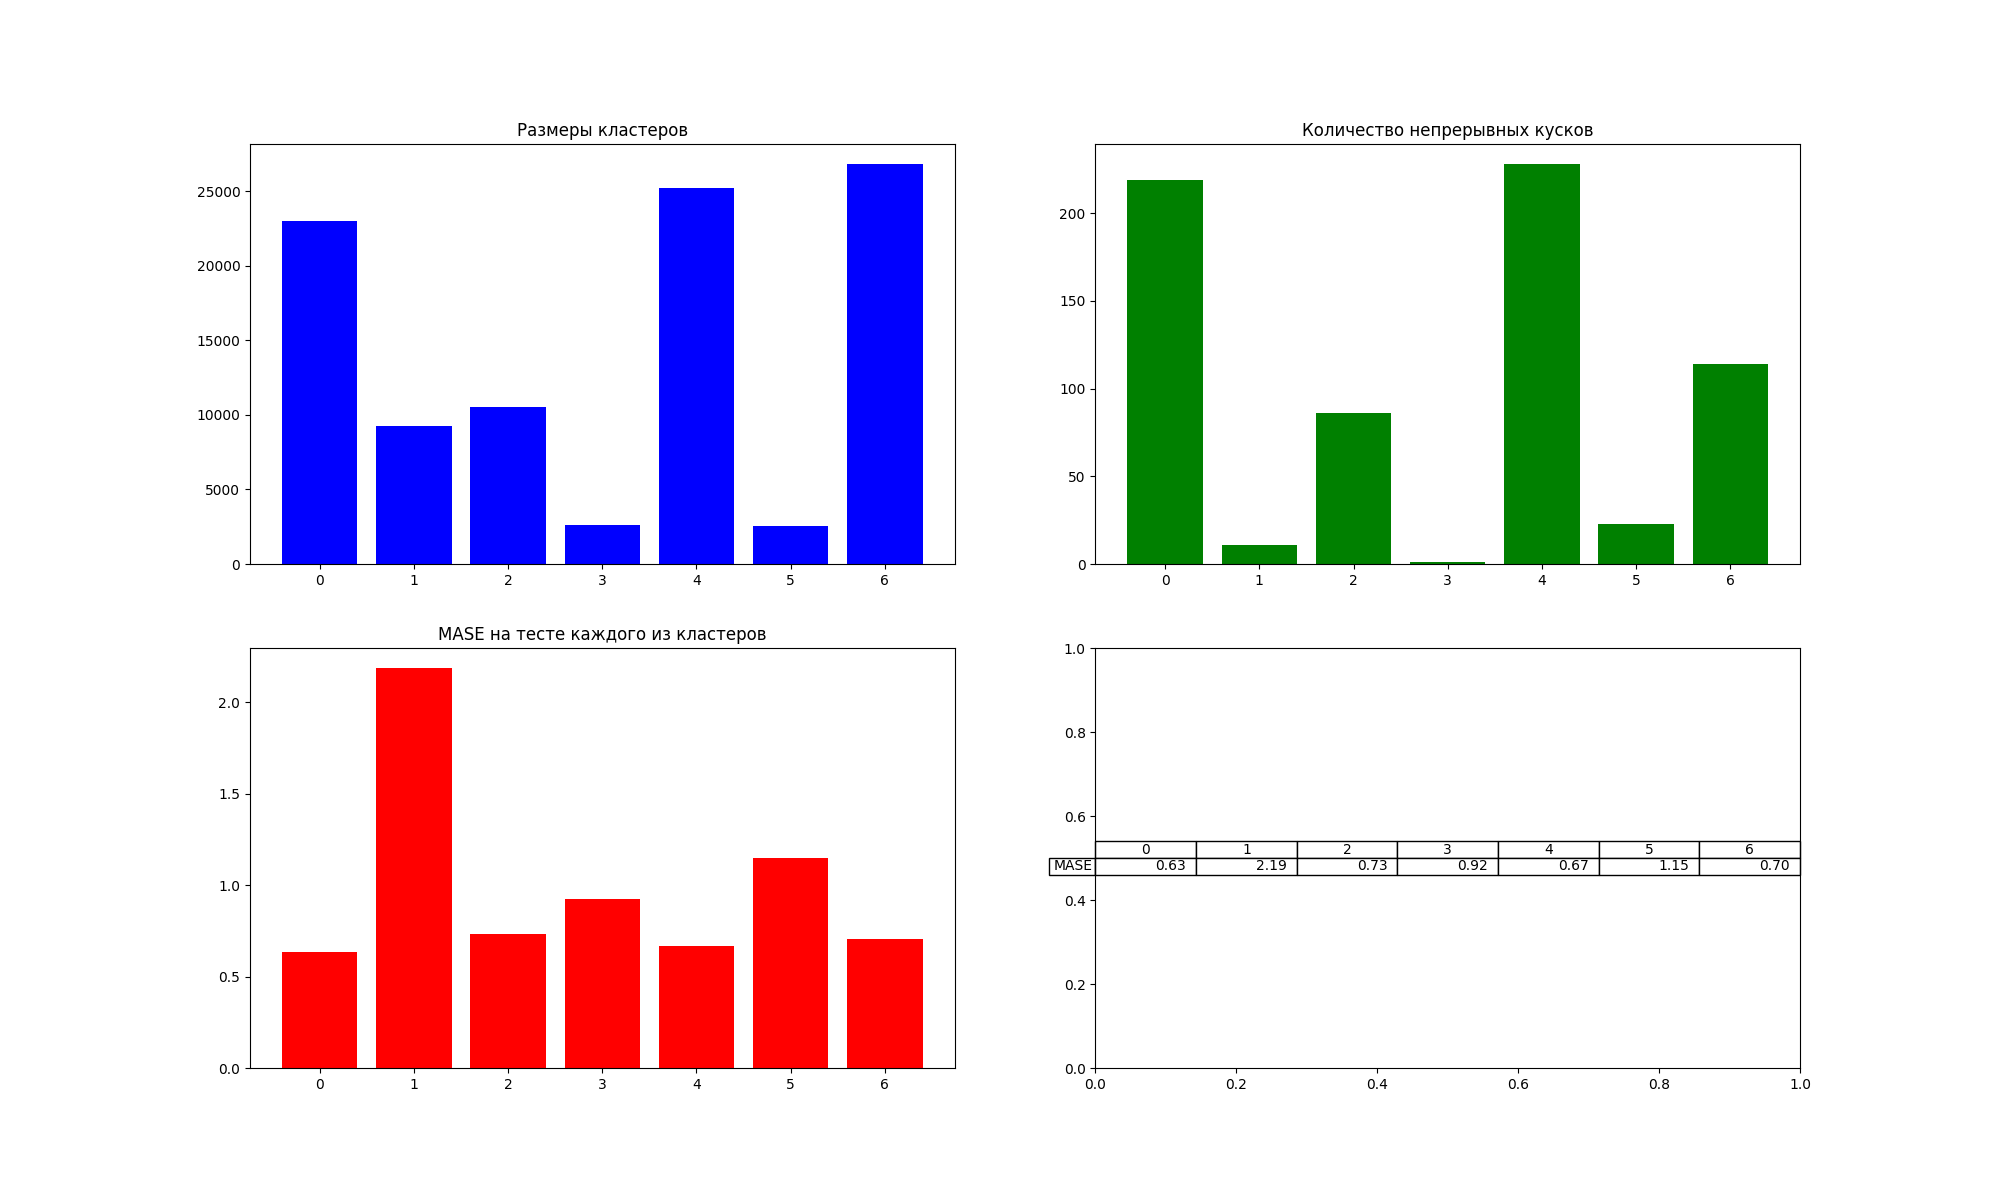 Размеры кластеров
25000
20000
15000
10000
5000
0
0 1 2 3 4 5 6
Количество непрерывных кусков
200
150
100
50
0
0 1 2 3 4 5 6
MASE на тесте каждого из кластеров
2.0
1.5
1.0
0.5
0.0
0 1 2 3 4 5 6
1.0
0.8
0.6
0 1 2 3 4 5 6
MASE 0.63 2.19 0.73 0.92 0.67 1.15 0.70
0.4
0.2
0.0
0.0 0.2 0.4 0.6 0.8 1.0